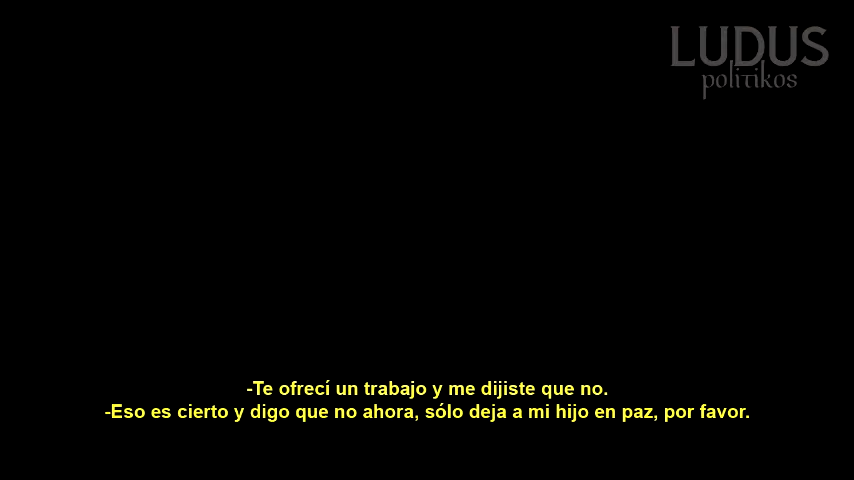 LUDUS
politikos
-Te ofrecí un trabajo y me dijiste que no.
-Eso es cierto y digo que no ahora, sólo deja a mi hijo en paz, por favor.